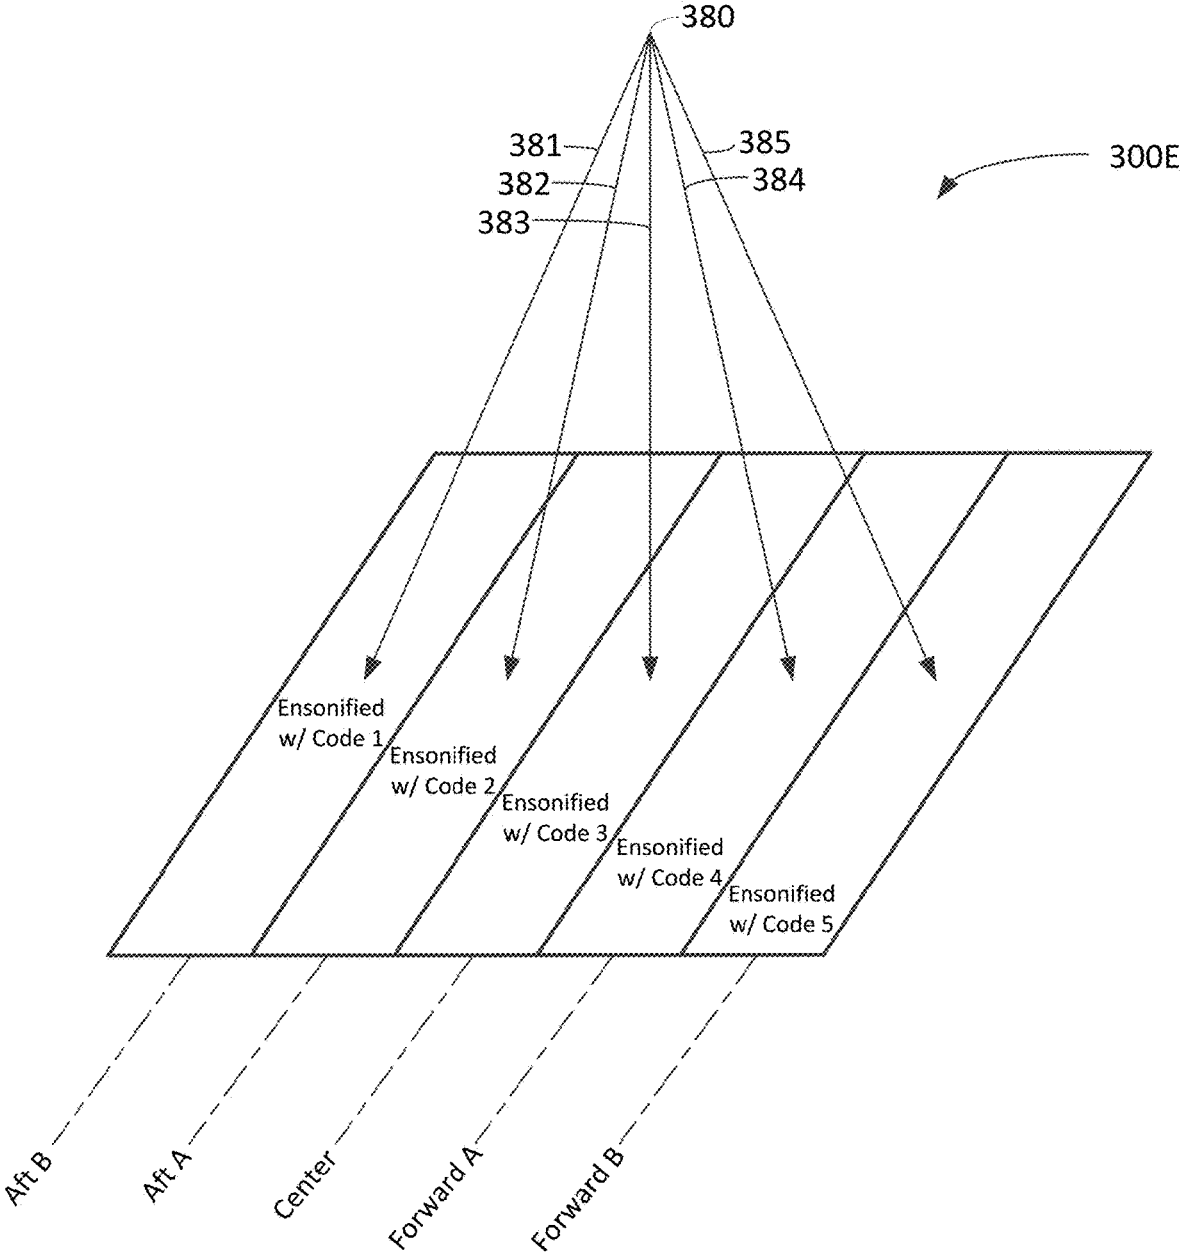 380
381
385
300E
382
384
383
Ensonified
w/ Code 1
Ensonified
w/ Code 2
Ensonified
w/ Code 3
Ensonified
w/ Code 4
Ensonified
w/ Code 5
Aft B
Aft A
Center
Forward A
Forward B